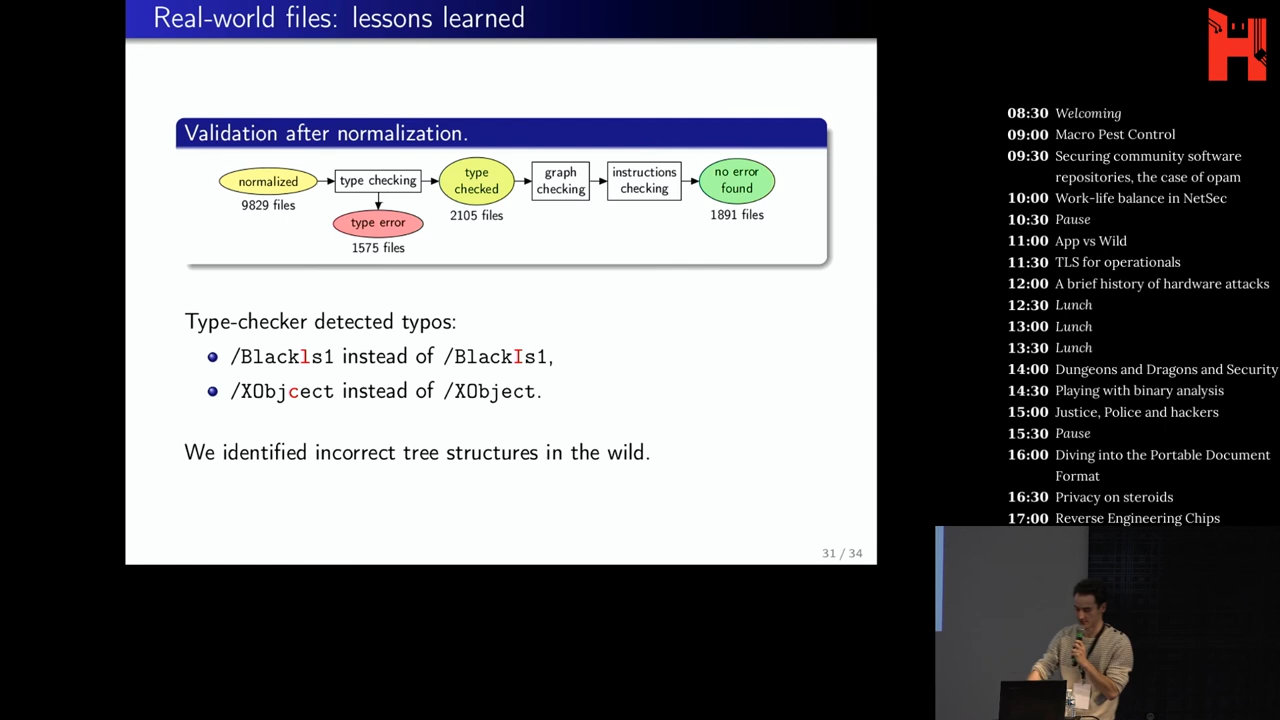 Real-world files: lessons learned
Validation after normalization.
normalized
9829 files
type checking
type error
1575 files
type
checked
2105 files
graph
checking
instructions
checking
no error
found
1891 files
Type-checker detected typos:
/Blackls1 instead of /BlackIs1,
/XObjcect instead of /XObject.
We identified incorrect tree structures in the wild.
31 / 34
08:30 Welcoming
09:00 Macro Pest Control
09:30 Securing community software
repositories, the case of opam
10:00 Work-life balance in NetSec
10:30 Pause
11:00 App vs Wild
11:30 TLS for operationals
12:00 A brief history of hardware attacks
12:30 Lunch
13:00 Lunch
13:30 Lunch
14:00 Dungeons and Dragons and Security
14:30 Playing with binary analysis
15:00 Justice, Police and hackers
15:30 Pause
16:00 Diving into the Portable Document
Format
16:30 Privacy on steroids
17:00 Reverse Engineering Chips